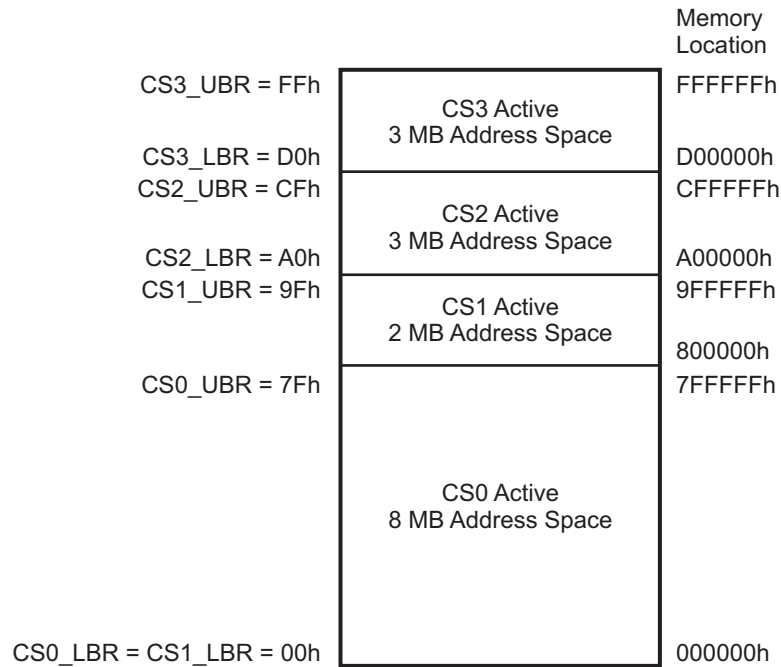 Memory
Location
CS3_UBR = FFh
FFFFFFh
CS3 Active
3 MB Address Space
CS3_LBR = D0h
D00000h
CS2_UBR = CFh
CFFFFFh
CS2 Active
3 MB Address Space
CS2_LBR = A0h
A00000h
CS1_UBR = 9Fh
9FFFFFh
CS1 Active
2 MB Address Space
800000h
CS0_UBR = 7Fh
7FFFFFh
CS0 Active
8 MB Address Space
CS0_LBR = CS1_LBR = 00h
000000h